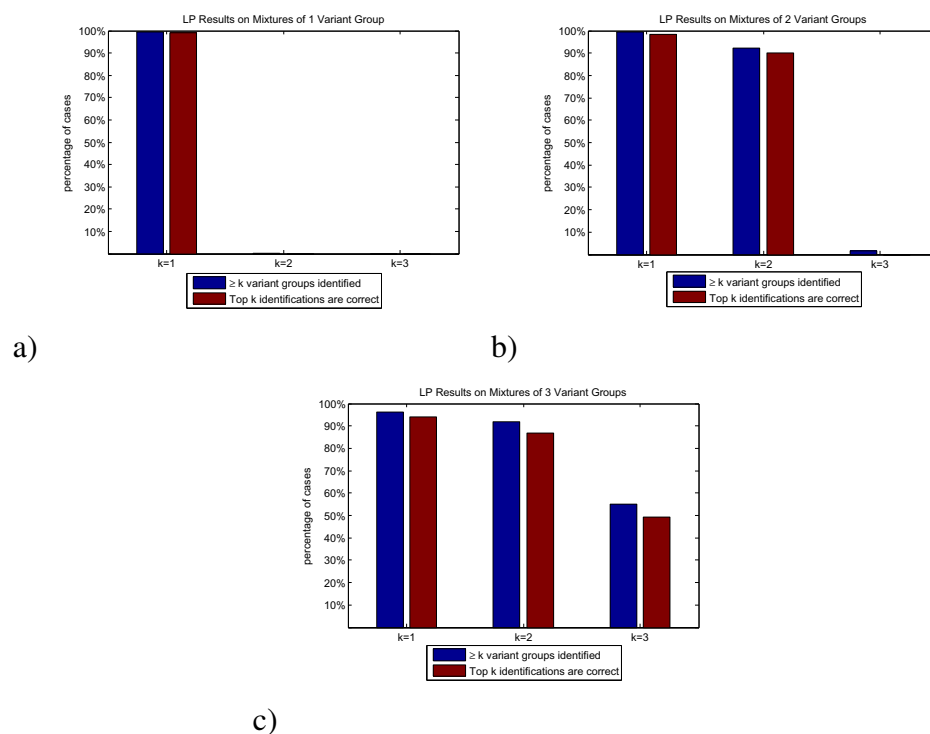 LP Results on Mixtures of 1 Variant Group
100%
90%
80%
70%
60%
50%
40%
30%
20%
10%
percentage of cases
k=1 k=2 k=3
≥ k variant groups identified
Top k identifications are correct
a)
LP Results on Mixtures of 2 Variant Groups
100%
90%
80%
70%
60%
50%
40%
30%
20%
10%
percentage of cases
k=1 k=2 k=3
≥ k variant groups identified
Top k identifications are correct
b)
LP Results on Mixtures of 3 Variant Groups
100%
90%
80%
70%
60%
50%
40%
30%
20%
10%
percentage of cases
k=1 k=2 k=3
≥ k variant groups identified
Top k identifications are correct
c)